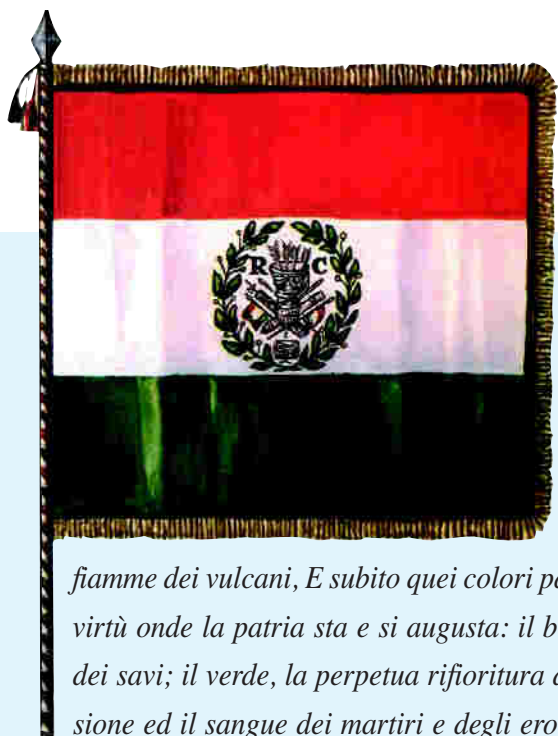 R C
fiamme dei vulcani, E subito quei colori pa
virtù onde la patria sta e si augusta: il b
dei savi; il verde, la perpetua rifioritura d
sione ed il sangue dei martiri e degli ero